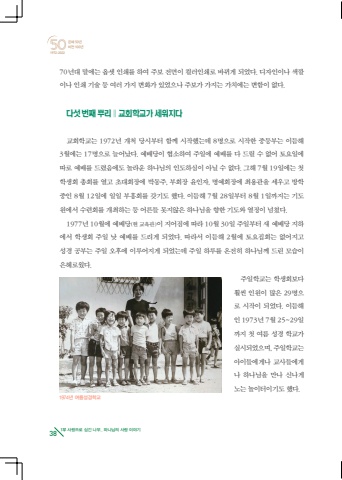 50
70년대 말에는 옵셋 인쇄를 하여 주보 전면이 컬러인쇄로 바뀌게 되었다. 디자인이나 색깔
이나 인쇄 기술 등 여러 가지 변화가 있었으나 주보가 가지는 가치에는 변함이 없다.
다섯 번째 뿌리 || 교회학교가 세워지다
교회학교는 1972년 개척 당시부터 함께 시작했는데 8명으로 시작한 중등부는 이듬해
3월에는 17명으로 늘어났다. 예배당이 협소하여 주일에 예배를 다 드릴 수 없어 토요일에
따로 예배를 드렸음에도 놀라운 하나님의 인도하심이 아닐 수 없다. 그해 7월 19일에는 첫
학생회 총회를 열고 초대회장에 박동주, 부회장 윤인자, 방예회장에 최율관을 세우고 방학
중인 8월 12일에 일일 부흥회를 갖기도 했다. 이듬해 7월 28일부터 8월 1일까지는 기도
원에서 수련회를 개최하는 등 어른들 못지않은 하나님을 향한 기도와 열정이 넘쳤다.
1977년 10월에 예배당(현 교육관)이 지어짐에 따라 10월 30일 주일부터 새 예배당 지하
에서 학생회 주일 낮 예배를 드리게 되었다. 따라서 이듬해 2월에 토요집회는 없어지고
성경 공부는 주일 오후에 이루어지게 되었는데 주일 하루를 온전히 하나님께 드린 모습이
은혜로웠다.
주일학교는 학생회보다
훨씬 인원이 많은 29명으
로 시작이 되었다. 이듬해
인 1973년 7월 25~29일
까지 첫 여름 성경 학교가
실시되었으며, 주일학교는
아이들에게나 교사들에게
나 하나님을 만나 신나게
노는 놀이터이기도 했다.
1974년 여름성경학교
38
1부 사랑으로 심긴 나무, 하나님의 사랑 이야기